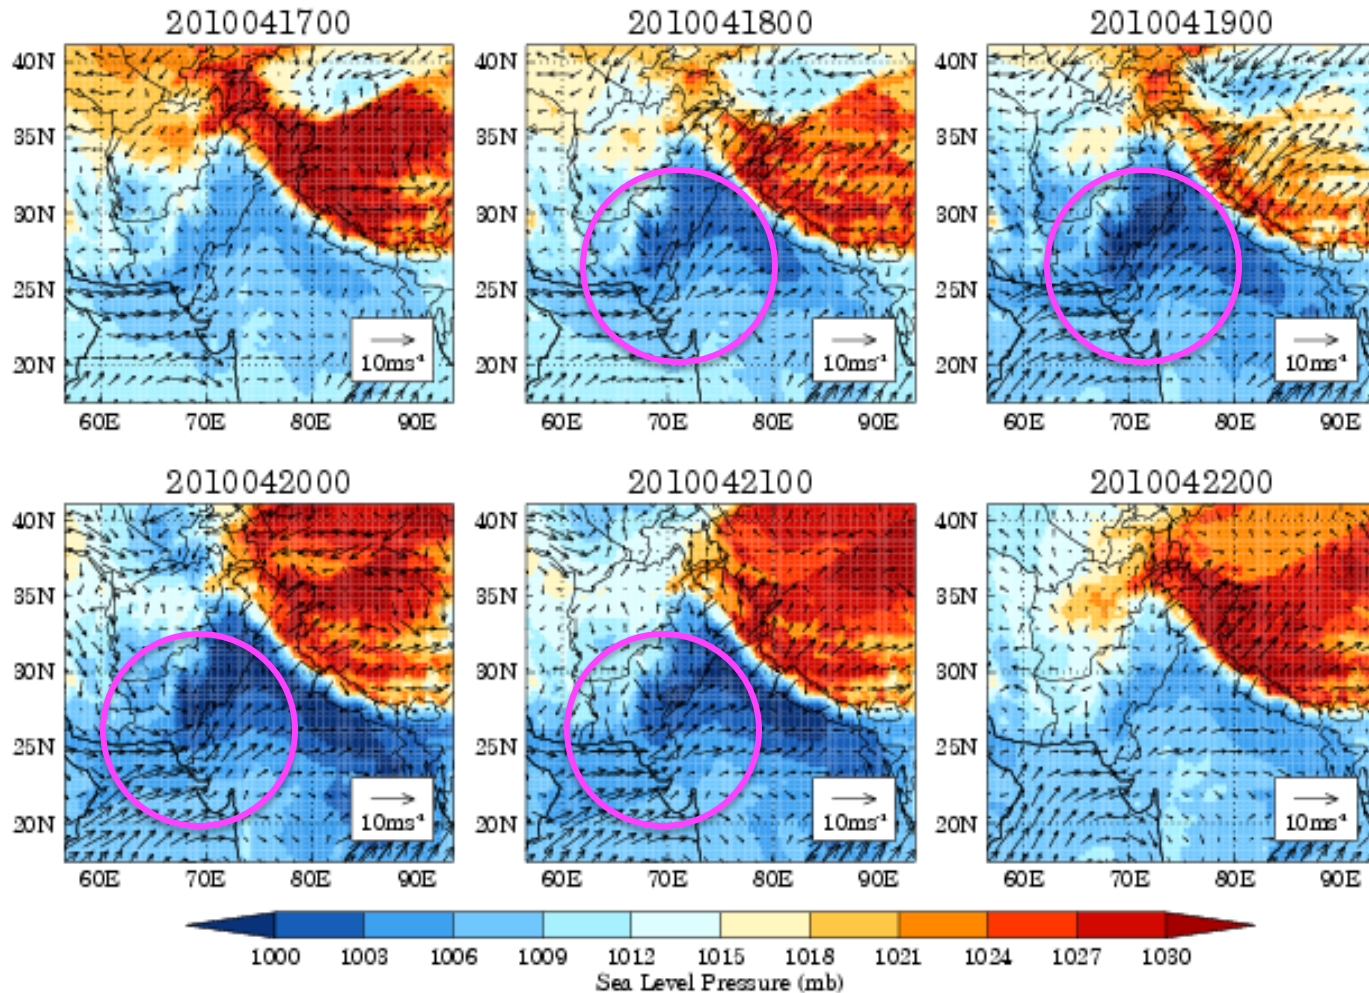 2010041700 2010041800 2010041900
40N 40N 40N
35N 35N 35N
30N 30N 30N
25N 25N 25N
20N 20N 20N
10ms⁻¹ 10ms⁻¹ 10ms⁻¹
60E 70E 80E 90E 60E 70E 80E 90E 60E 70E 80E 90E
2010042000 2010042100 2010042200
40N 40N 40N
35N 35N 35N
30N 30N 30N
25N 25N 25N
20N 20N 20N
10ms⁻¹ 10ms⁻¹ 10ms⁻¹
60E 70E 80E 90E 60E 70E 80E 90E 60E 70E 80E 90E
1000 1003 1006 1009 1012 1015 1018 1021 1024 1027 1030
Sea Level Pressure (mb)